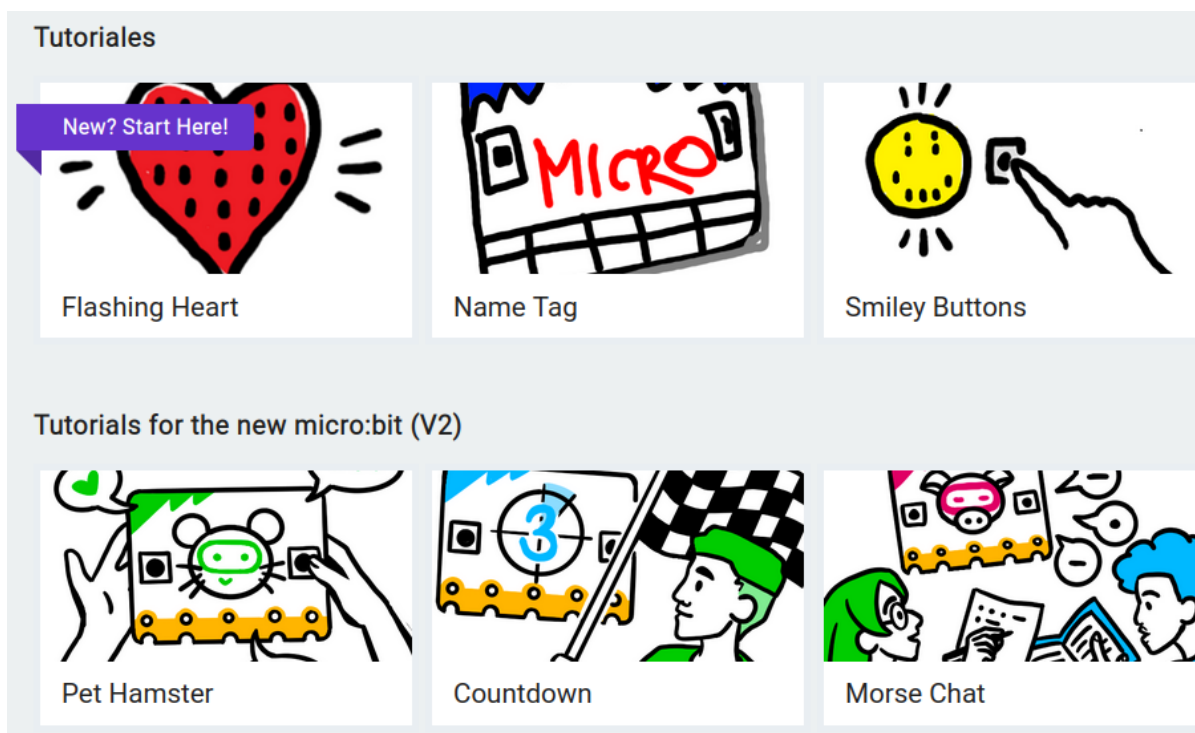 Tutoriales
New? Start Here!
MICRO
Flashing Heart
Name Tag
Smiley Buttons
Tutorials for the new micro:bit (V2)
3
Pet Hamster
Countdown
Morse Chat